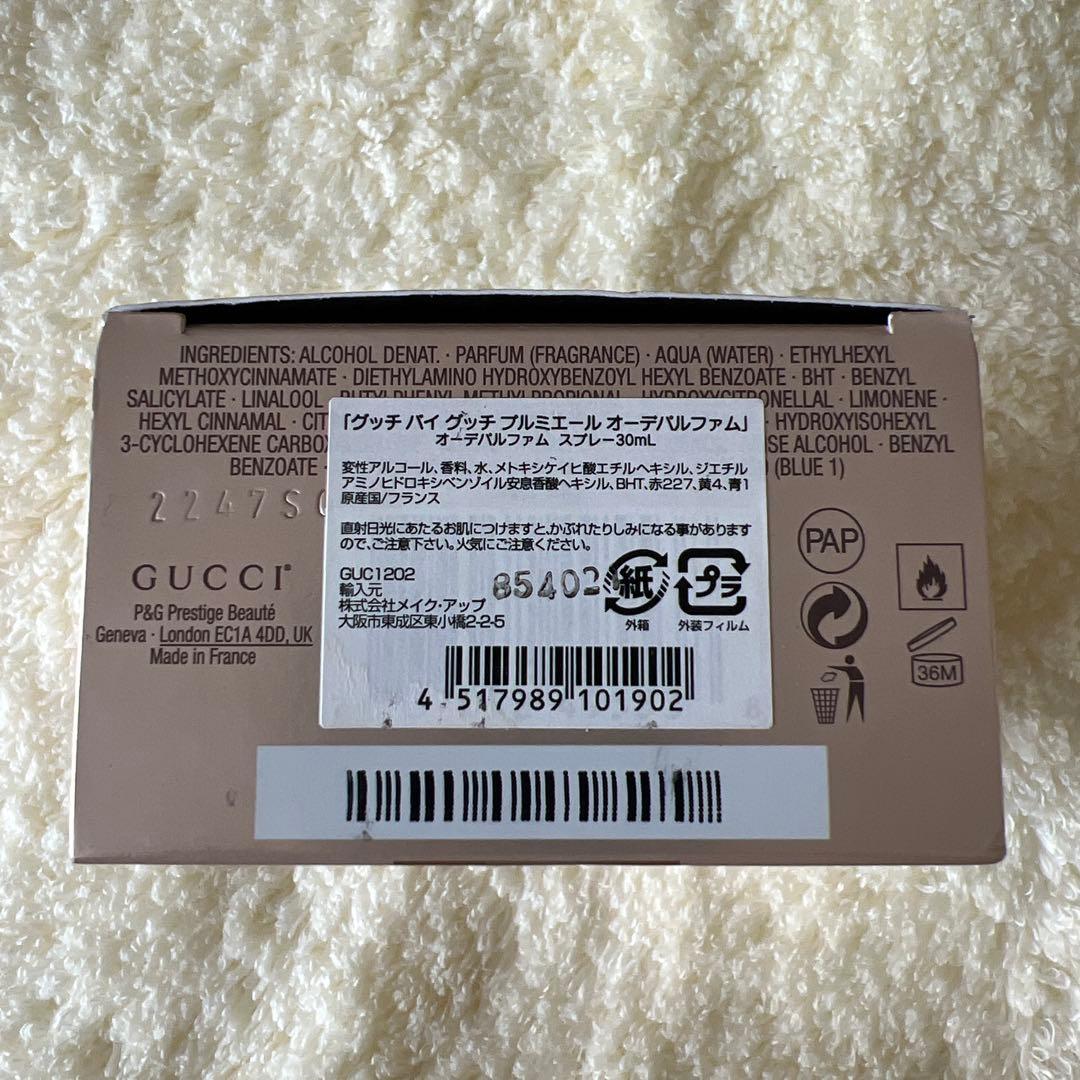 INGREDIENTS: ALCOHOL DENAT. · PARFUM (FRAGRANCE) · AQUA (WATER) · ETHYLHEXYL
METHOXYCINNAMATE · DIETHYLAMINO HYDROXYBENZOYL HEXYL BENZOATE · BHT · BENZYL
SALICYLATE · LINALOOL · BUTYLPHENYL METHYLPROPIONAL · HYDROXYCITRONELLAL · LIMONENE ·
HEXYL CINNAMAL · HYDROXYISOHEXYL
3-CYCLOHEXENE ALCOHOL · BENZYL
BENZOATE · (BLUE 1)
「グッチ バイ グッチ プルミエール オーデパルファム」
オーデパルファム スプレー30mL
変性アルコール、香料、水、メトキシケイヒ酸エチルヘキシル、ジエチル
アミノヒドロキシベンゾイル安息香酸ヘキシル、BHT、赤227、黄4、青1
原産国/フランス
直射日光にあたるお肌につけますと、かぶれたりしみになる事があります
ので、ご注意下さい。火気にご注意ください。
GUC1202
輸入元
株式会社メイク・アップ
大阪市東成区東小橋2-2-5
85402
紙
外箱
プラ
外装フィルム
4 517989 101902
2247S
GUCCI®
P&G Prestige Beauté
Geneva · London EC1A 4DD, UK
Made in France
PAP
36M